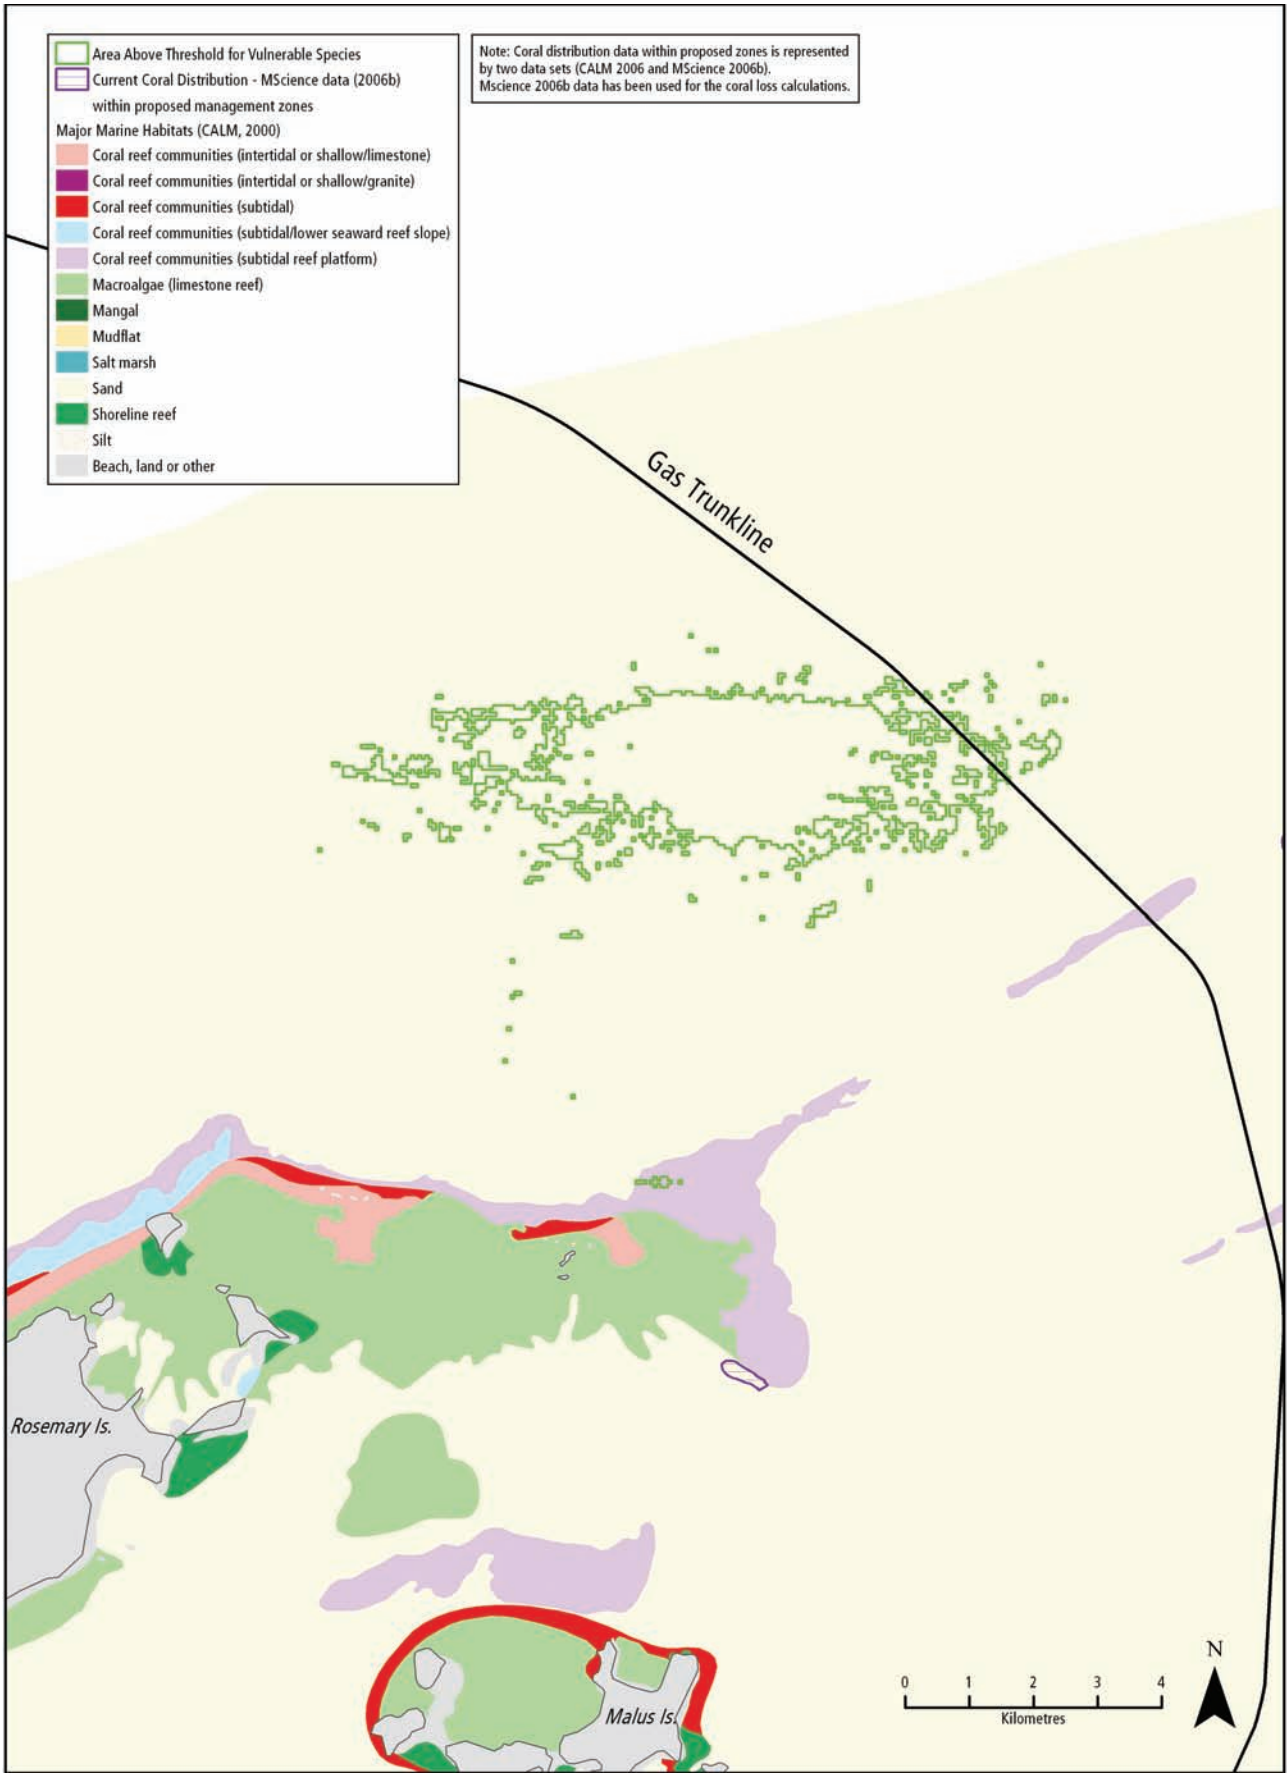 Area Above Threshold for Vulnerable Species
Current Coral Distribution - MScience data (2006b)
within proposed management zones
Major Marine Habitats (CALM, 2000)
Coral reef communities (intertidal or shallow/limestone)
Coral reef communities (intertidal or shallow/granite)
Coral reef communities (subtidal)
Coral reef communities (subtidal/lower seaward reef slope)
Coral reef communities (subtidal reef platform)
Macroalgae (limestone reef)
Mangal
Mudflat
Salt marsh
Sand
Shoreline reef
Silt
Beach, land or other
Note: Coral distribution data within proposed zones is represented
by two data sets (CALM 2006 and MScience 2006b).
Mscience 2006b data has been used for the coral loss calculations.
Gas Trunkline
Rosemary Is.
Malus Is.
N
0 1 2 3 4
Kilometres